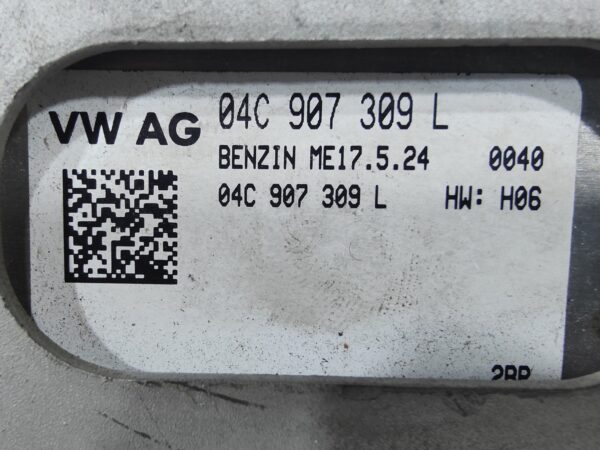 VW AG 04C 907 309 L
BENZIN ME17.5.24 0040
04C 907 309 L HW: H06